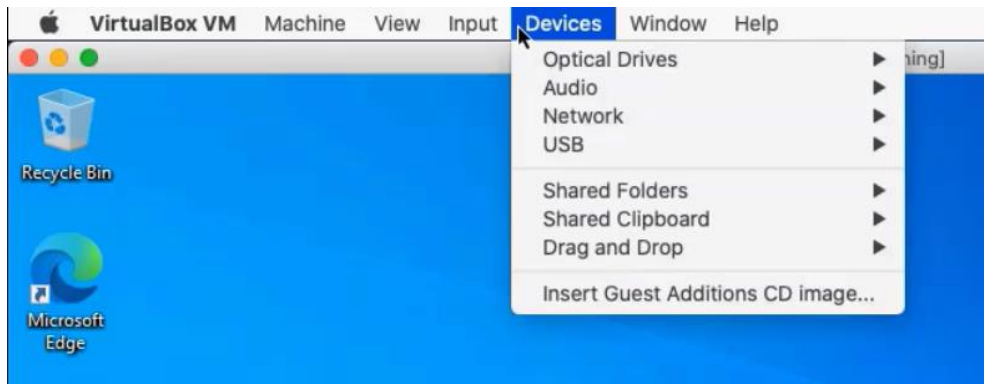 VirtualBox VM Machine View Input Devices Window Help
Optical Drives
ning]
Audio
Network
USB
Recycle Bin
Shared Folders
Shared Clipboard
Drag and Drop
Insert Guest Additions CD image...
Microsoft
Edge